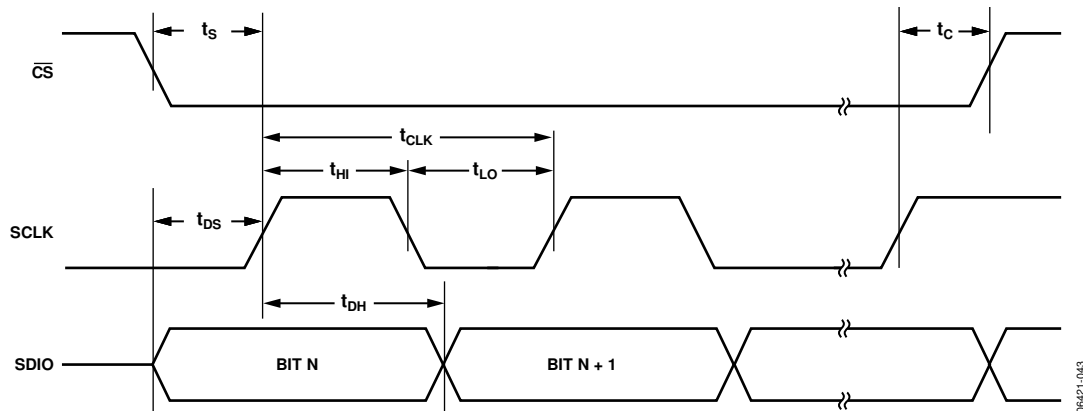 tS
tC
CS
tCLK
tHI
tLO
tDS
SCLK
tDH
SDIO
BIT N
BIT N + 1
06421-043